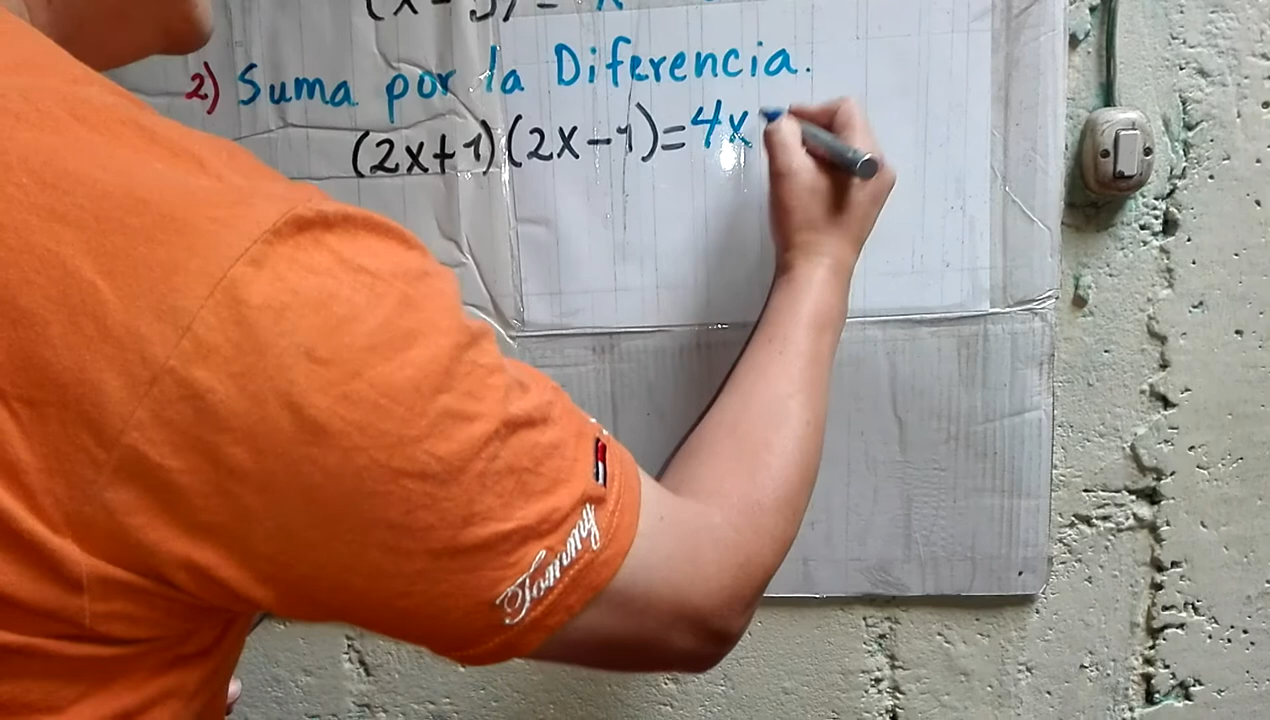 2) Suma por la Diferencia.
(2x+1)(2x-1)=4x
Tommy